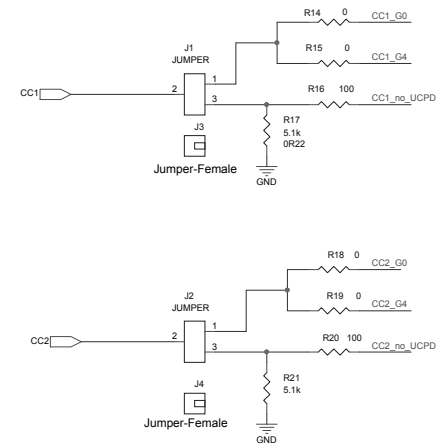 R14 0 CC1_G0
J1
JUMPER
R15 0 CC1_G4
CC1 2 1
3
R16 100 CC1_no_UCPD
R17
5.1k
0R22
J3
Jumper-Female
GND
R18 0 CC2_G0
J2
JUMPER
R19 0 CC2_G4
CC2 2 1
3
R20 100 CC2_no_UCPD
R21
5.1k
J4
Jumper-Female
GND